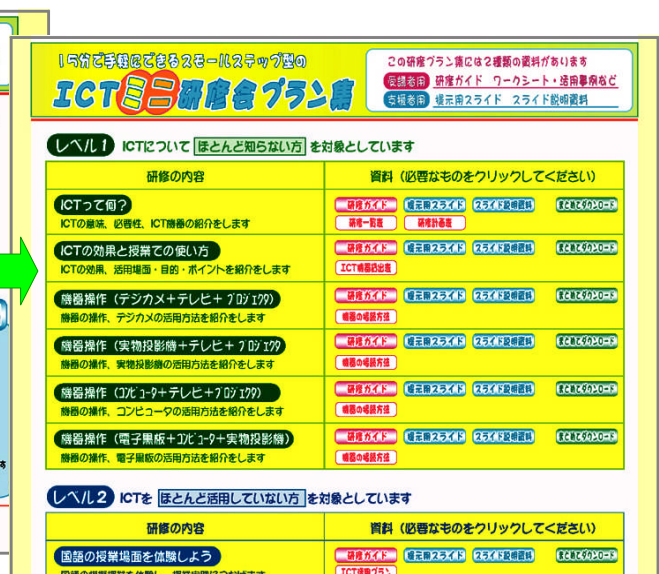 15分で手軽にできるスモールステップ型の
ICTミニ研修会プラン集
この研修プラン集には2種類の資料があります
受講者用 研修ガイド ワークシート・活用事例など
支援者用 提示用スライド スライド説明資料
レベル1 ICTについて ほとんど知らない方 を対象としています
研修の内容 資料(必要なものをクリックしてください)
ICTって何?
研修ガイド 提示用スライド スライド説明資料 まとめてダウンロード
ICTの意味、必要性、ICT機器の紹介をします
研修一覧表 研修計画表
ICTの効果と授業での使い方
研修ガイド 提示用スライド スライド説明資料 まとめてダウンロード
ICTの効果、活用場面・目的・ポイントを紹介をします
ICT機器貸出表
機器操作(デジカメ+テレビ+プロジェクタ)
研修ガイド 提示用スライド スライド説明資料 まとめてダウンロード
機器の操作、デジカメの活用方法を紹介をします
機器の接続方法
機器操作(実物投影機+テレビ+プロジェクタ)
研修ガイド 提示用スライド スライド説明資料 まとめてダウンロード
機器の操作、実物投影機の活用方法を紹介をします
機器の接続方法
機器操作(コンピュータ+テレビ+プロジェクタ)
研修ガイド 提示用スライド スライド説明資料 まとめてダウンロード
機器の操作、コンピュータの活用方法を紹介をします
機器の接続方法
機器操作(電子黒板+コンピュータ+実物投影機)
研修ガイド 提示用スライド スライド説明資料 まとめてダウンロード
機器の操作、電子黒板の活用方法を紹介をします
機器の接続方法
レベル2 ICTを ほとんど活用していない方 を対象としています
研修の内容 資料(必要なものをクリックしてください)
国語の授業場面を体験しよう
研修ガイド 提示用スライド スライド説明資料 まとめてダウンロード